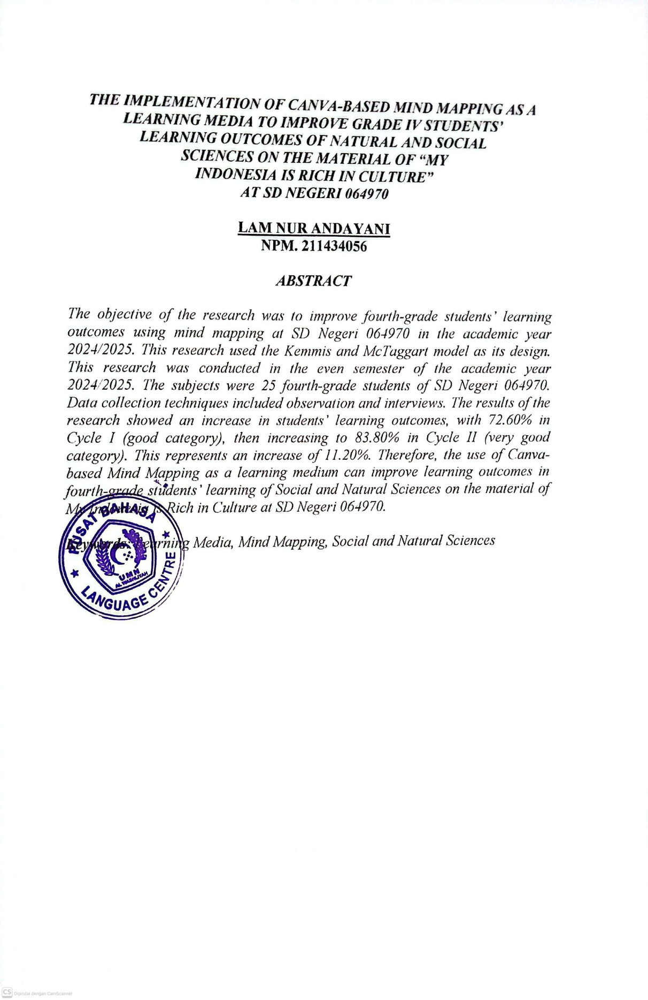 THE IMPLEMENTATION OF CANVA-BASED MIND MAPPING AS A
LEARNING MEDIA TO IMPROVE GRADE IV STUDENTS'
LEARNING OUTCOMES OF NATURAL AND SOCIAL
SCIENCES ON THE MATERIAL OF “MY
INDONESIA IS RICH IN CULTURE”
AT SD NEGERI 064970
LAM NUR ANDAYANI
NPM. 211434056
ABSTRACT
The objective of the research was to improve fourth-grade students' learning
outcomes using mind mapping at SD Negeri 064970 in the academic year
2024/2025. This research used the Kemmis and McTaggart model as its design.
This research was conducted in the even semester of the academic year
2024/2025. The subjects were 25 fourth-grade students of SD Negeri 064970.
Data collection techniques included observation and interviews. The results of the
research showed an increase in students' learning outcomes, with 72.60% in
Cycle I (good category), then increasing to 83.80% in Cycle II (very good
category). This represents an increase of 11.20%. Therefore, the use of Canva-
based Mind Mapping as a learning medium can improve learning outcomes in
fourth-grade students' learning of Social and Natural Sciences on the material of
My Indonesia is Rich in Culture at SD Negeri 064970.
Keywords: Learning Media, Mind Mapping, Social and Natural Sciences
PUSAT BAHASA
UMN
AL WASHLIYAH
LANGUAGE CENTRE
CS Dipindai dengan CamScanner